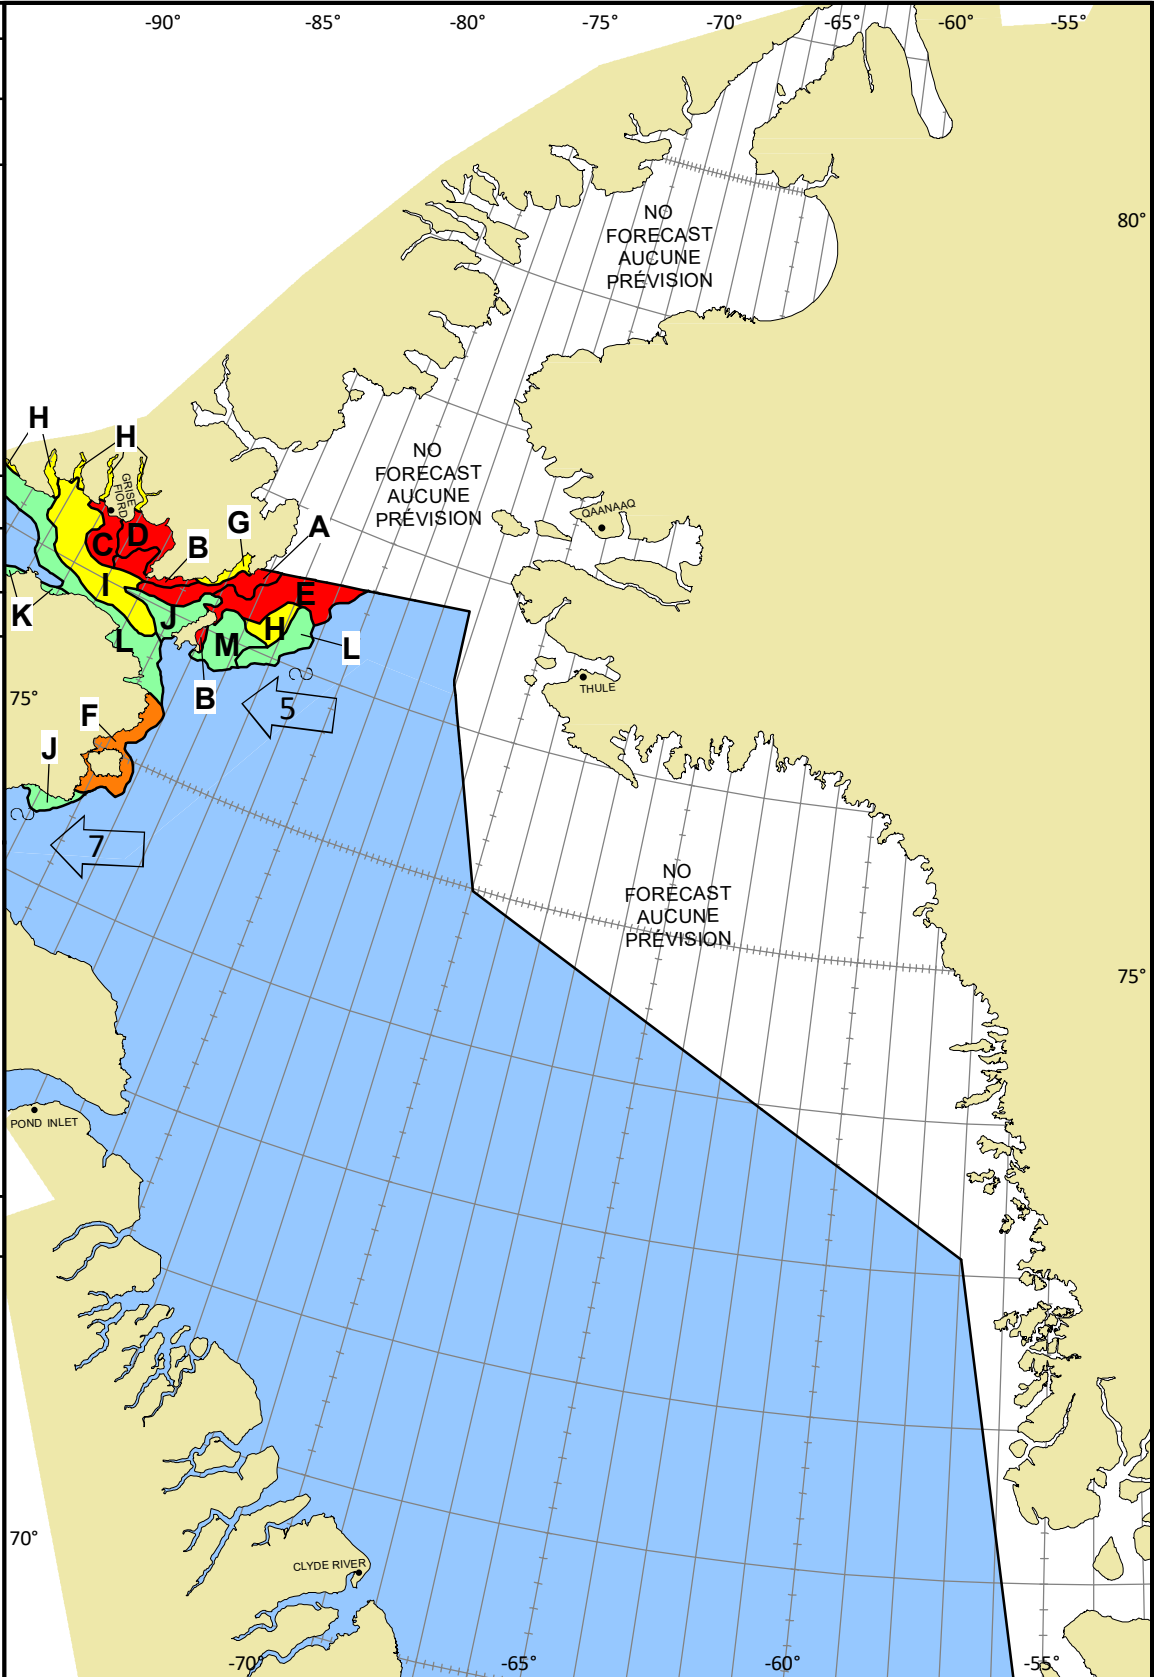 -90° -85° -80° -75° -70° -65° -60° -55°
80°
NO
FORECAST
AUCUNE
PRÉVISION
H
H
GRISE
FIORD
NO
FORECAST
AUCUNE
PRÉVISION
QAANAAQ
G
A
C
D
B
I
E
K
J
L
M
H
L
B
75°
5
THULE
F
J
7
NO
FORECAST
AUCUNE
PRÉVISION
75°
POND INLET
70°
CLYDE RIVER
-70° -65° -60° -55°